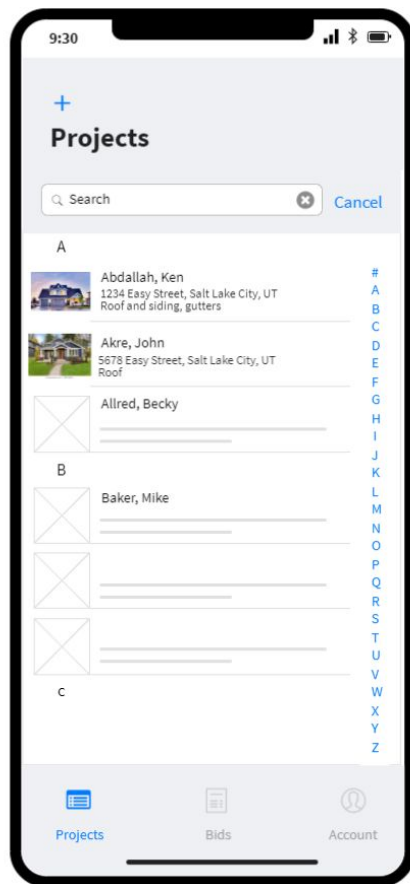 9:30
+
Projects
Search
Cancel
A
Abdallah, Ken
1234 Easy Street, Salt Lake City, UT
Roof and siding, gutters
Akre, John
5678 Easy Street, Salt Lake City, UT
Roof
Allred, Becky
B
Baker, Mike
C
#
A
B
C
D
E
F
G
H
I
J
K
L
M
N
O
P
Q
R
S
T
U
V
W
X
Y
Z
Projects
Bids
Account